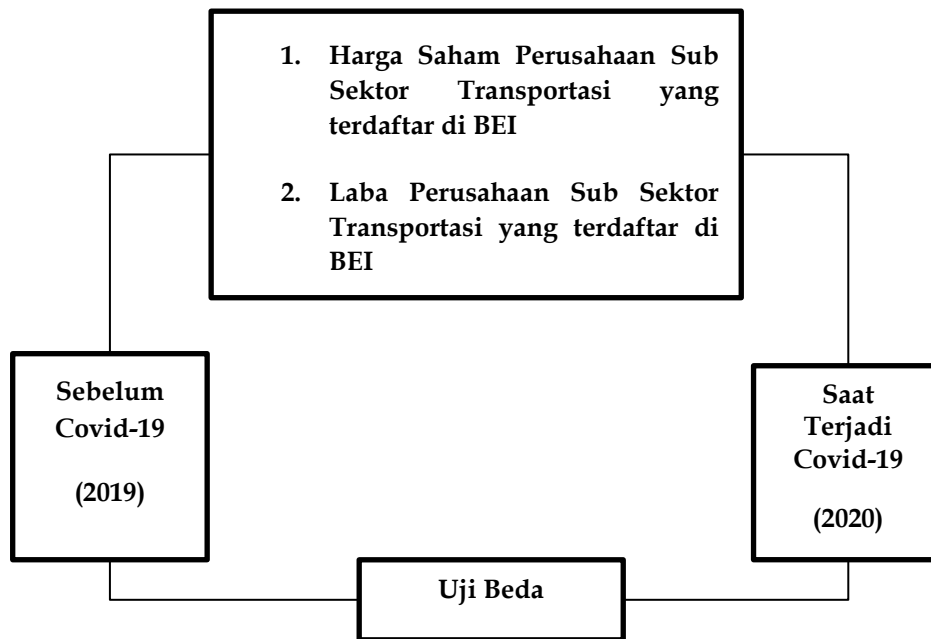 1. Harga Saham Perusahaan Sub
Sektor Transportasi yang
terdaftar di BEI
2. Laba Perusahaan Sub Sektor
Transportasi yang terdaftar di
BEI
Sebelum
Covid-19
(2019)
Saat
Terjadi
Covid-19
(2020)
Uji Beda